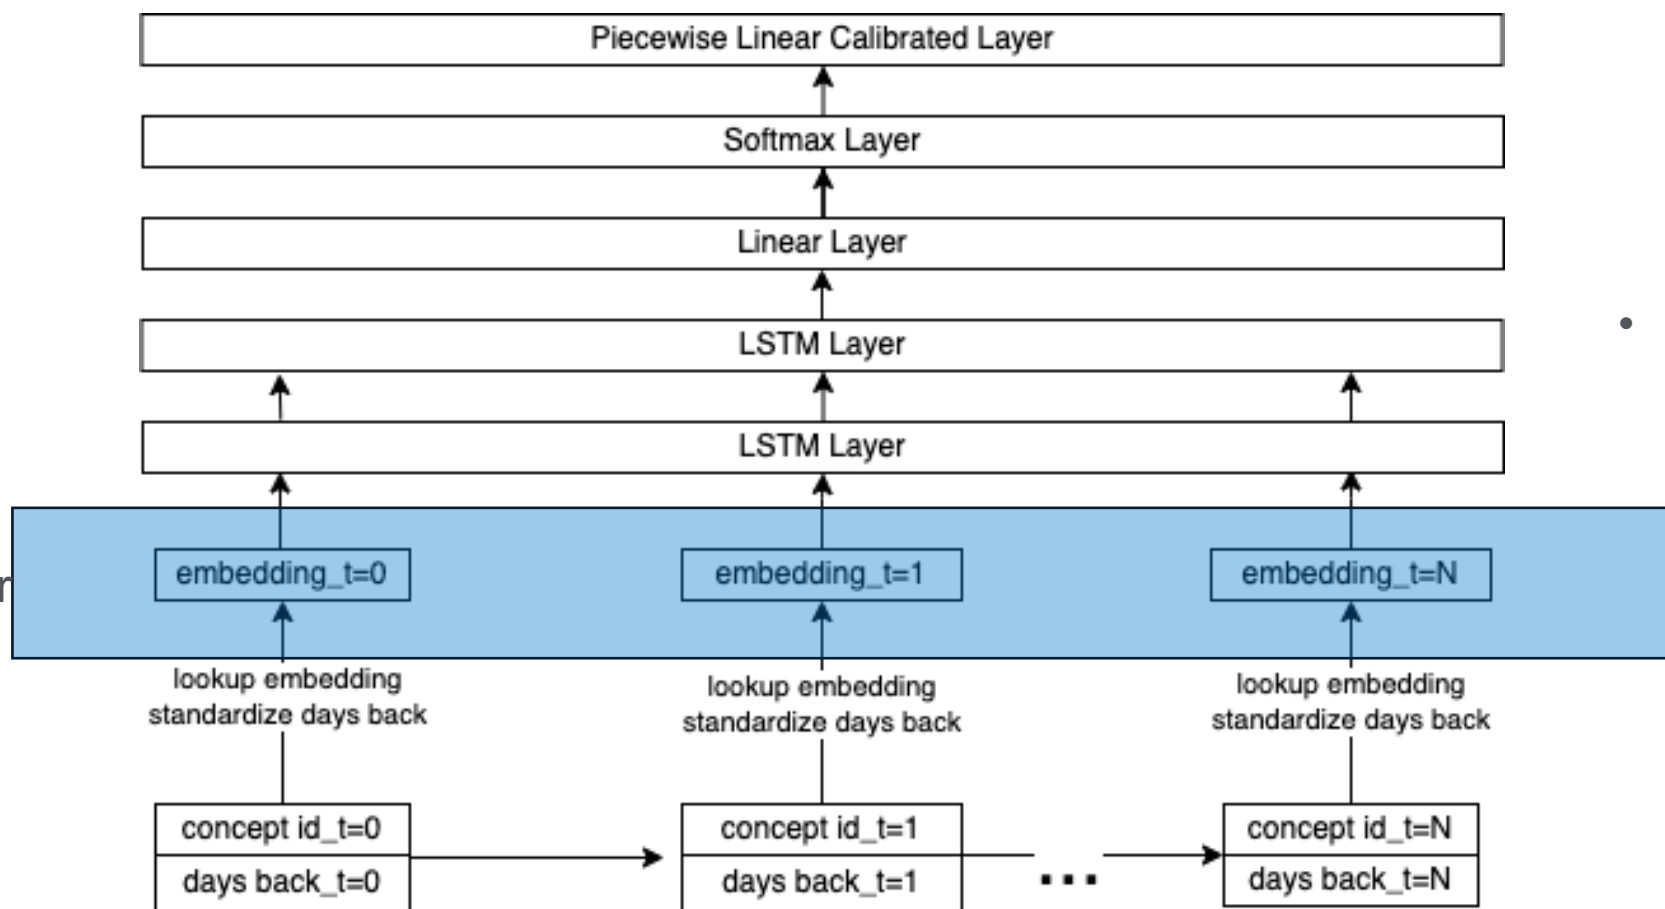 Piecewise Linear Calibrated Layer
Softmax Layer
Linear Layer
LSTM Layer
LSTM Layer
embedding_t=0
embedding_t=1
embedding_t=N
lookup embedding
standardize days back
lookup embedding
standardize days back
lookup embedding
standardize days back
concept id_t=0
days back_t=0
concept id_t=1
days back_t=1
...
concept id_t=N
days back_t=N